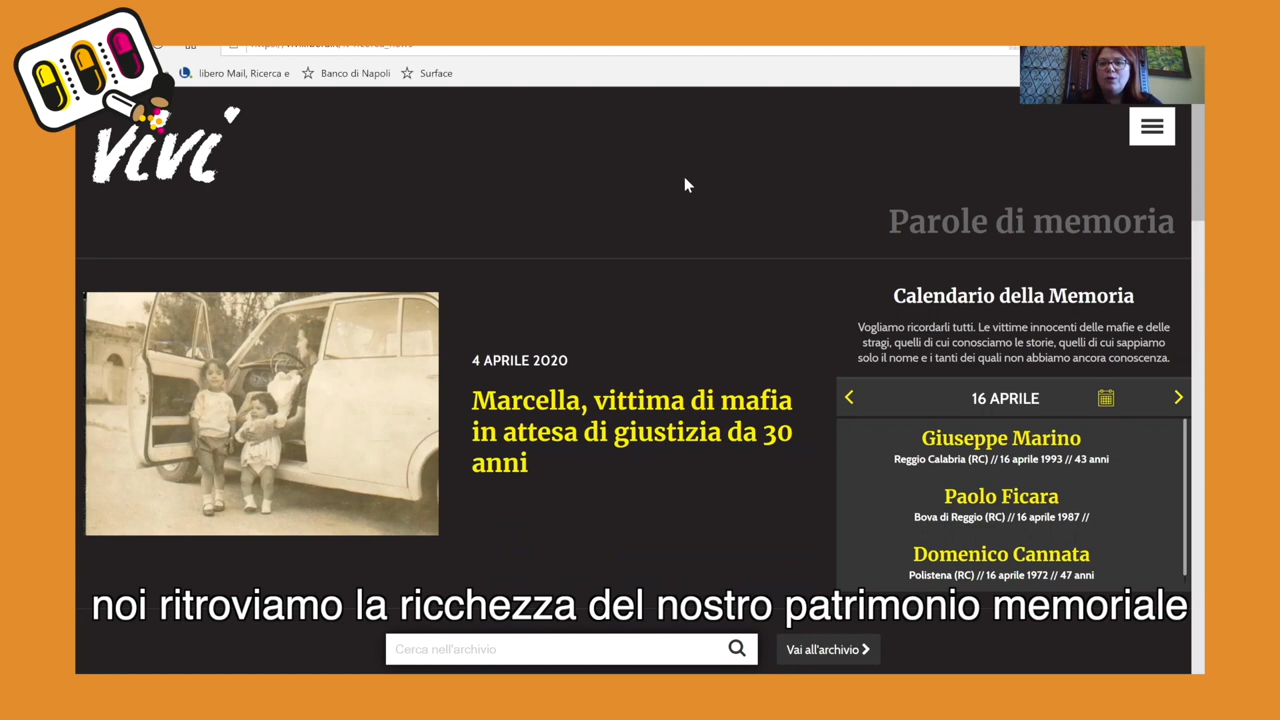 libero Mail, Ricerca e
Banco di Napoli
Surface
vivi
Parole di memoria
4 APRILE 2020
Marcella, vittima di mafia
in attesa di giustizia da 30
anni
Calendario della Memoria
Vogliamo ricordarli tutti. Le vittime innocenti delle mafie e delle
stragi, quelli di cui conosciamo le storie, quelli di cui sappiamo
solo il nome e i tanti dei quali non abbiamo ancora conoscenza.
16 APRILE
Giuseppe Marino
Reggio Calabria (RC) // 16 aprile 1993 // 43 anni
Paolo Ficara
Bova di Reggio (RC) // 16 aprile 1987 //
Domenico Cannata
Polistena (RC) // 16 aprile 1972 // 47 anni
noi ritroviamo la ricchezza del nostro patrimonio memoriale
Cerca nell'archivio
Vai all'archivio